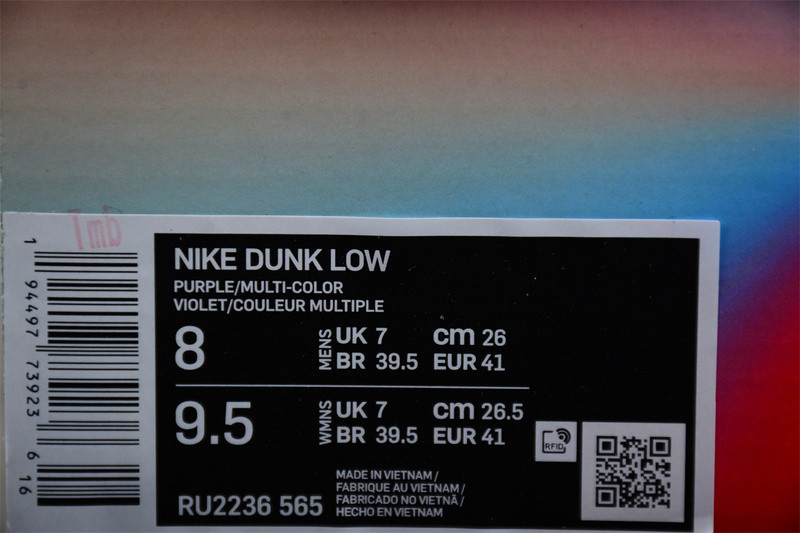 Tmb
NIKE DUNK LOW
PURPLE/MULTI-COLOR
VIOLET/COULEUR MULTIPLE
8 MENS UK 7 cm 26
BR 39.5 EUR 41
9.5 WMNS UK 7 cm 26.5
BR 39.5 EUR 41
RFID
RU2236 565
MADE IN VIETNAM /
FABRIQUE AU VIETNAM /
FABRICADO NO VIETNÃ /
HECHO EN VIETNAM
1 94497 73923 6 16